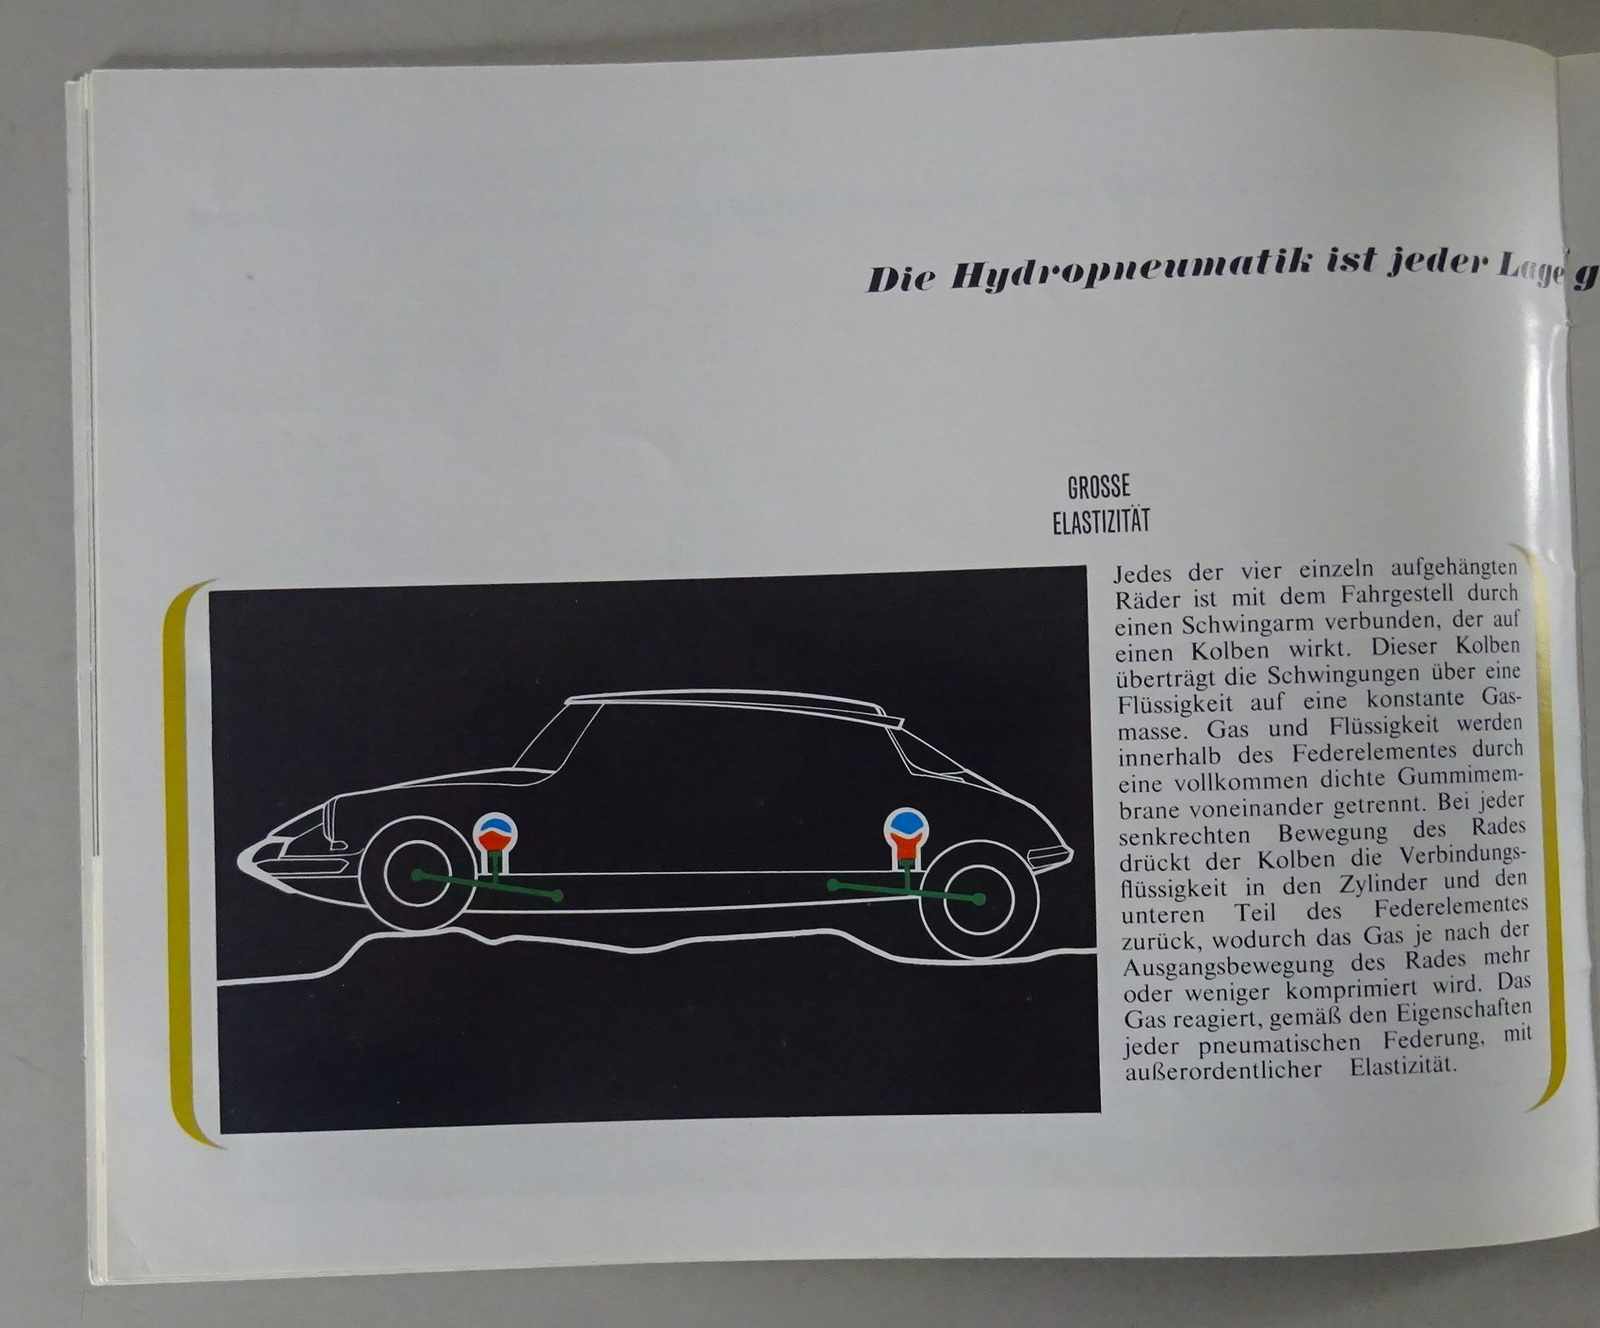 Die Hydropneumatik ist jeder Lage g
GROSSE
ELASTIZITÄT
Jedes der vier einzeln aufgehängten
Räder ist mit dem Fahrgestell durch
einen Schwingarm verbunden, der auf
einen Kolben wirkt. Dieser Kolben
überträgt die Schwingungen über eine
Flüssigkeit auf eine konstante Gas-
masse. Gas und Flüssigkeit werden
innerhalb des Federelementes durch
eine vollkommen dichte Gummimem-
brane voneinander getrennt. Bei jeder
senkrechten Bewegung des Rades
drückt der Kolben die Verbindungs-
flüssigkeit in den Zylinder und den
unteren Teil des Federelementes
zurück, wodurch das Gas je nach der
Ausgangsbewegung des Rades mehr
oder weniger komprimiert wird. Das
Gas reagiert, gemäß den Eigenschaften
jeder pneumatischen Federung, mit
außerordentlicher Elastizität.